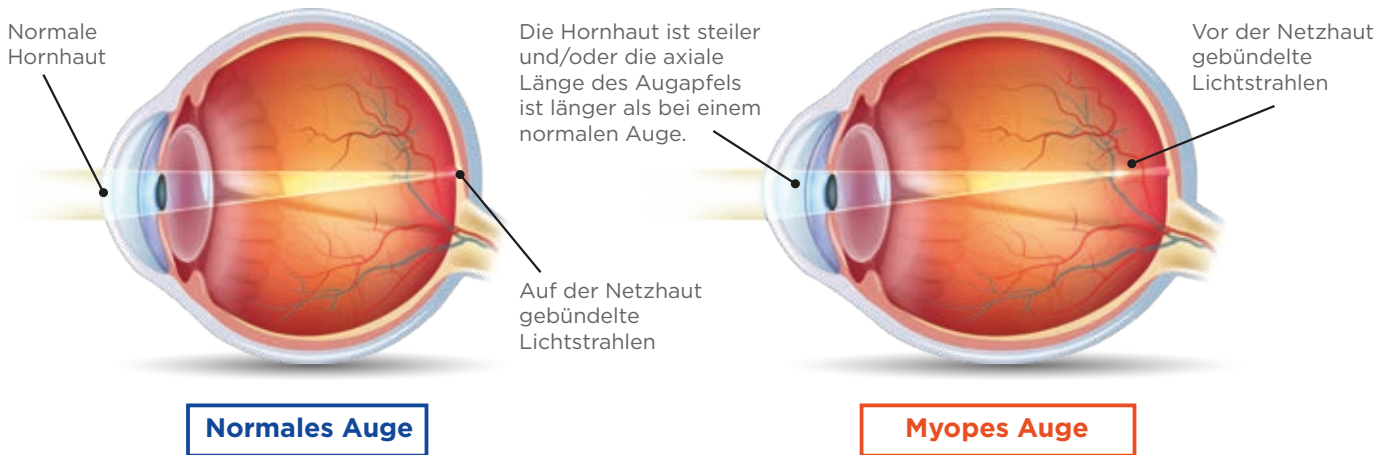 Normale
Hornhaut
Auf der Netzhaut
gebündelte
Lichtstrahlen
Normales Auge
Die Hornhaut ist steiler
und/oder die axiale
Länge des Augapfels
ist länger als bei einem
normalen Auge.
Vor der Netzhaut
gebündelte
Lichtstrahlen
Myopes Auge